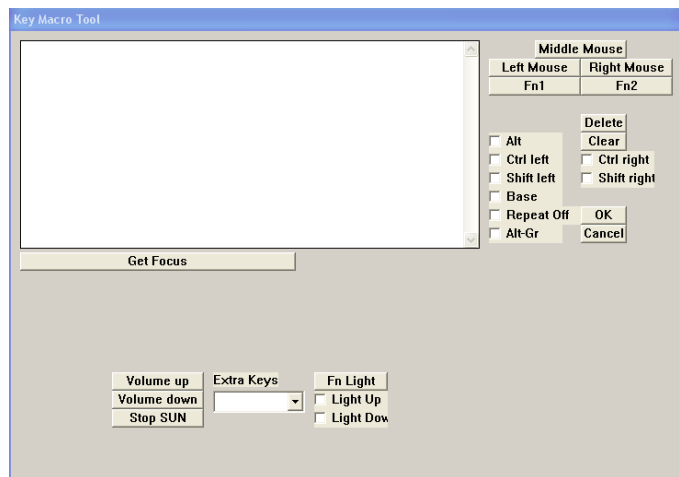 Key Macro Tool
Middle Mouse
Left Mouse Right Mouse
Fn1 Fn2
Delete
Alt Clear
Ctrl left Ctrl right
Shift left Shift right
Base
Repeat Off OK
Alt-Gr Cancel
Get Focus
Volume up Extra Keys Fn Light
Volume down Light Up
Stop SUN Light Dow